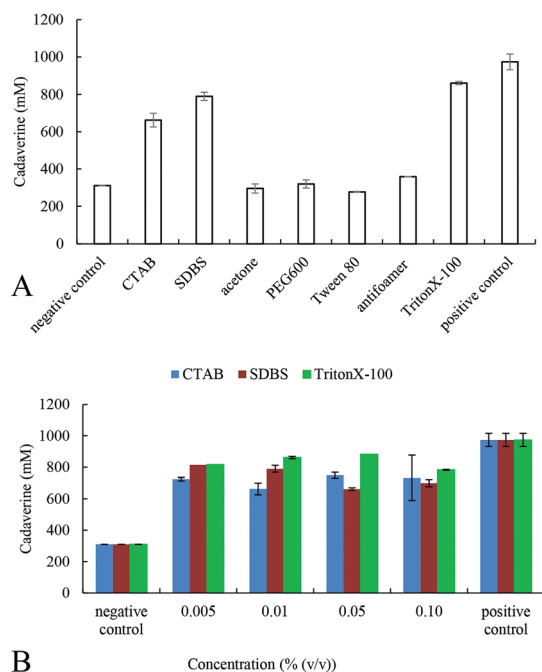 1200
1000
800
600
400
200
0
Cadaverine (mM)
negative control
CTAB
SDBS
acetone
PEG600
Tween 80
antifoamer
TritonX-100
positive control
A
CTAB SDBS TritonX-100
1200
1000
800
600
400
200
0
Cadaverine (mM)
negative control
0.005
0.01
0.05
0.10
positive control
B
Concentration (% (v/v))